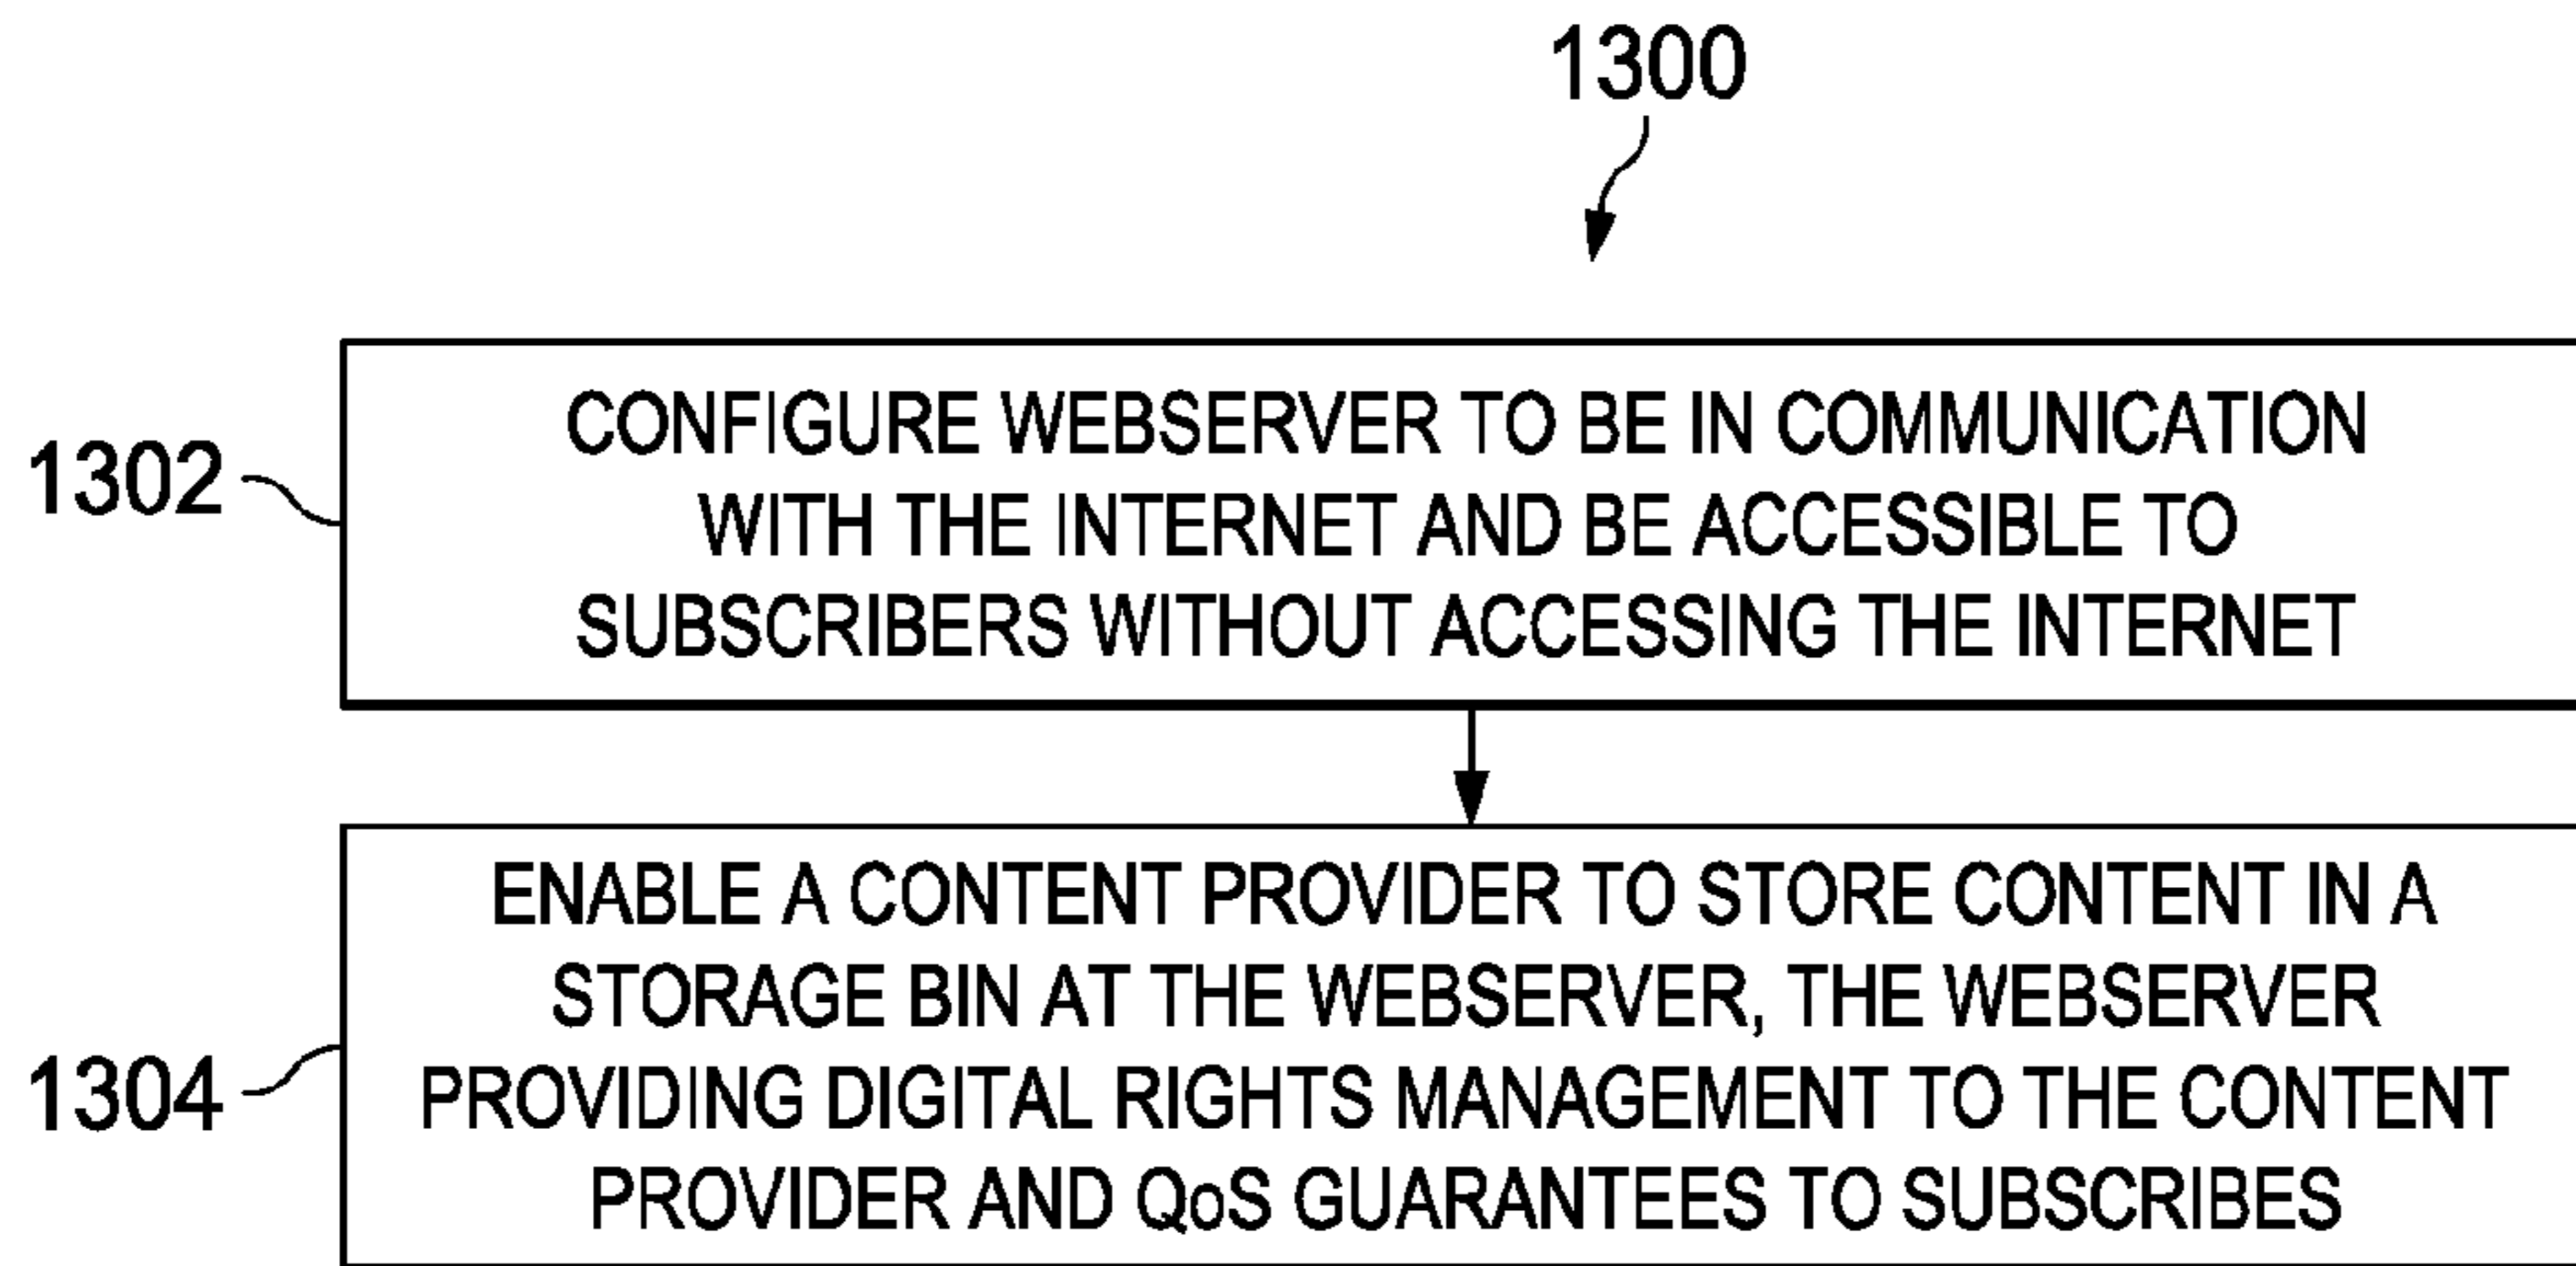 1300
1302
CONFIGURE WEBSERVER TO BE IN COMMUNICATION
WITH THE INTERNET AND BE ACCESSIBLE TO
SUBSCRIBERS WITHOUT ACCESSING THE INTERNET
1304
ENABLE A CONTENT PROVIDER TO STORE CONTENT IN A
STORAGE BIN AT THE WEBSERVER, THE WEBSERVER
PROVIDING DIGITAL RIGHTS MANAGEMENT TO THE CONTENT
PROVIDER AND QoS GUARANTEES TO SUBSCRIBES